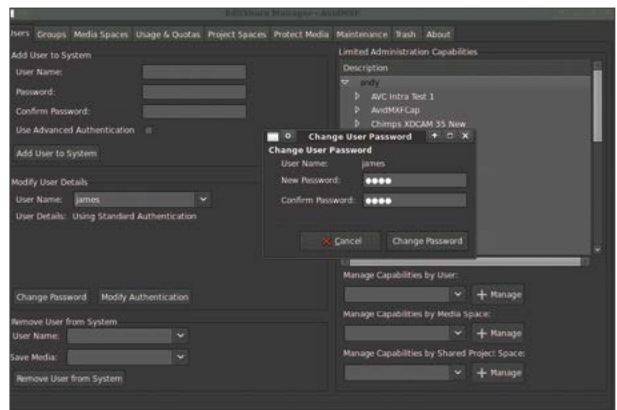 EditShare Manager - AvidMXF
Users Groups Media Spaces Usage & Quotas Project Spaces Protect Media Maintenance Trash About
Add User to System
User Name:
Password:
Confirm Password:
Use Advanced Authentication
Add User to System
Modify User Details
User Name: james
User Details: Using Standard Authentication
Change Password Modify Authentication
Remove User from System
User Name:
Save Media:
Remove User from System
Limited Administration Capabilities
Description
andy
AVC Intra Test 1
AvidMXFCap
Chimps XDCAM 35 New
Change User Password
Change User Password
User Name: james
New Password:
Confirm Password:
Cancel Change Password
Manage Capabilities by User:
Manage
Manage Capabilities by Media Space:
Manage
Manage Capabilities by Shared Project Space:
Manage